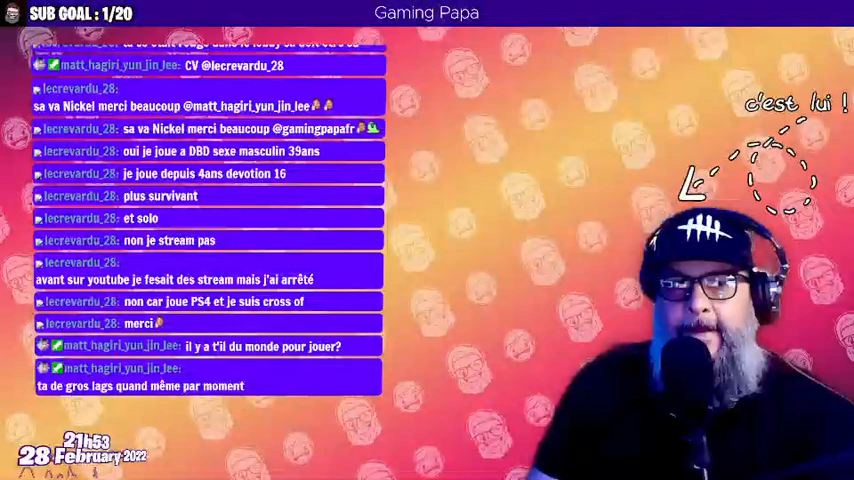 SUB GOAL : 1/20
Gaming Papa
matt_hagiri_yun_jin_lee: CV @lecrevardu_28
lecrevardu_28:
sa va Nickel merci beaucoup @matt_hagiri_yun_jin_lee
lecrevardu_28: sa va Nickel merci beaucoup @gamingpapafr
lecrevardu_28: oui je joue a DBD sexe masculin 39ans
lecrevardu_28: je joue depuis 4ans devotion 16
lecrevardu_28: plus survivant
lecrevardu_28: et solo
lecrevardu_28: non je stream pas
lecrevardu_28:
avant sur youtube je fesait des stream mais j'ai arrêté
lecrevardu_28: non car joue PS4 et je suis cross of
lecrevardu_28: merci
matt_hagiri_yun_jin_lee: il y a t'il du monde pour jouer?
matt_hagiri_yun_jin_lee:
ta de gros lags quand même par moment
c'est lui !
21h53
28 February 2022